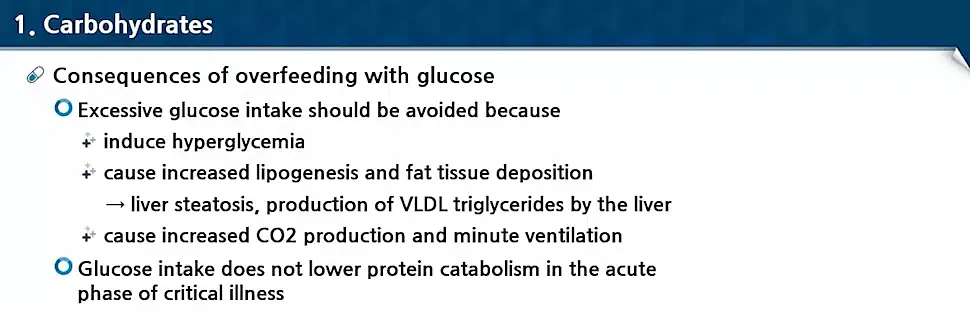 1. Carbohydrates
Consequences of overfeeding with glucose
Excessive glucose intake should be avoided because
induce hyperglycemia
cause increased lipogenesis and fat tissue deposition
→ liver steatosis, production of VLDL triglycerides by the liver
cause increased CO2 production and minute ventilation
Glucose intake does not lower protein catabolism in the acute
phase of critical illness